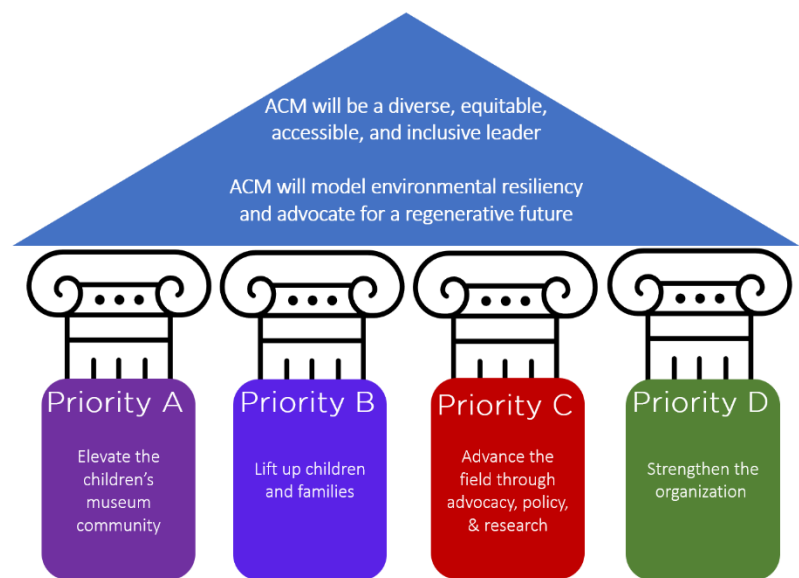 ACM will be a diverse, equitable,
accessible, and inclusive leader
ACM will model environmental resiliency
and advocate for a regenerative future
Priority A
Elevate the
children’s
museum
community
Priority B
Lift up children
and families
Priority C
Advance the
field through
advocacy, policy,
& research
Priority D
Strengthen the
organization